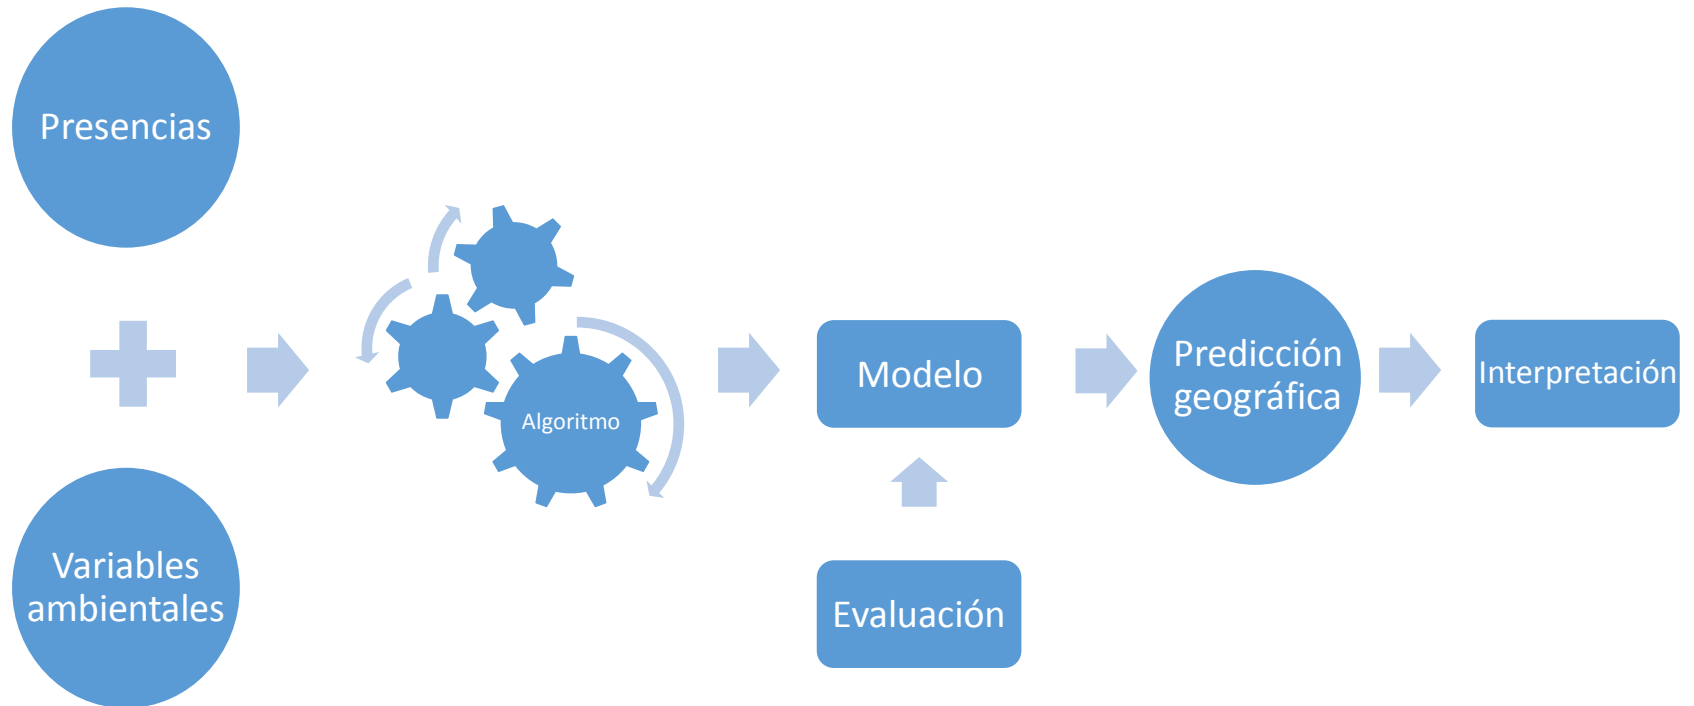 Presencias
Variables
ambientales
Algoritmo
Modelo
Evaluación
Predicción
geográfica
Interpretación